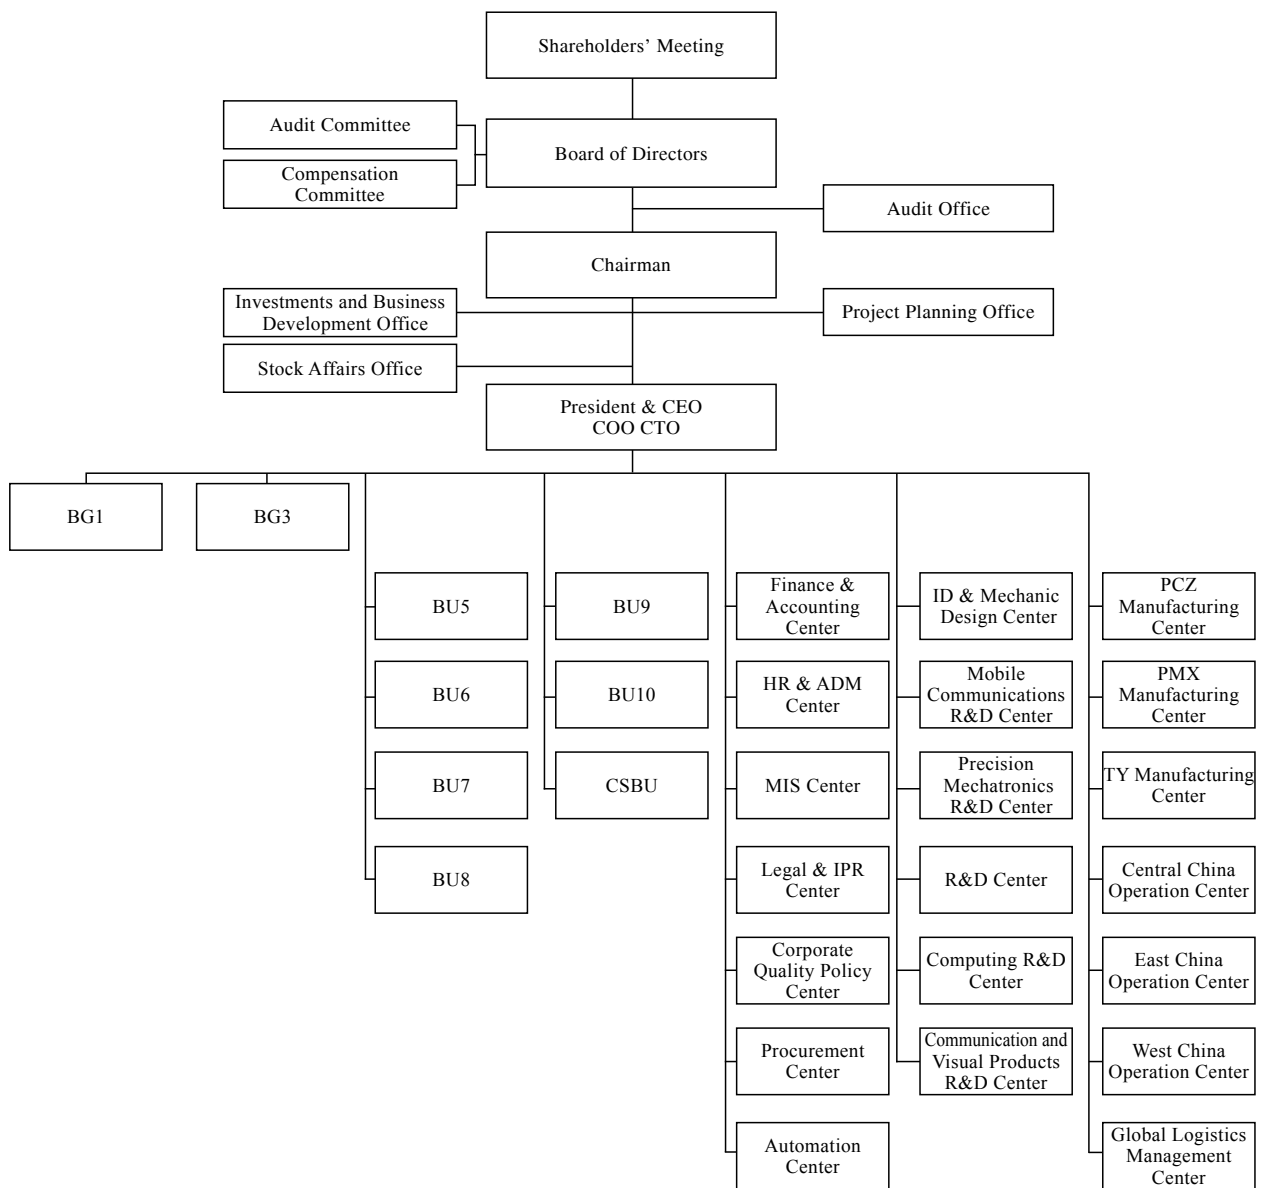 Shareholders’ Meeting
Audit Committee
Board of Directors
Compensation
Committee
Audit Office
Chairman
Investments and Business
Development Office
Project Planning Office
Stock Affairs Office
President & CEO
COO CTO
BG1
BG3
BU5
BU6
BU7
BU8
BU9
BU10
CSBU
Finance &
Accounting
Center
HR & ADM
Center
MIS Center
Legal & IPR
Center
Corporate
Quality Policy
Center
Procurement
Center
Automation
Center
ID & Mechanic
Design Center
Mobile
Communications
R&D Center
Precision
Mechatronics
R&D Center
R&D Center
Computing R&D
Center
Communication and
Visual Products
R&D Center
PCZ
Manufacturing
Center
PMX
Manufacturing
Center
TY Manufacturing
Center
Central China
Operation Center
East China
Operation Center
West China
Operation Center
Global Logistics
Management
Center